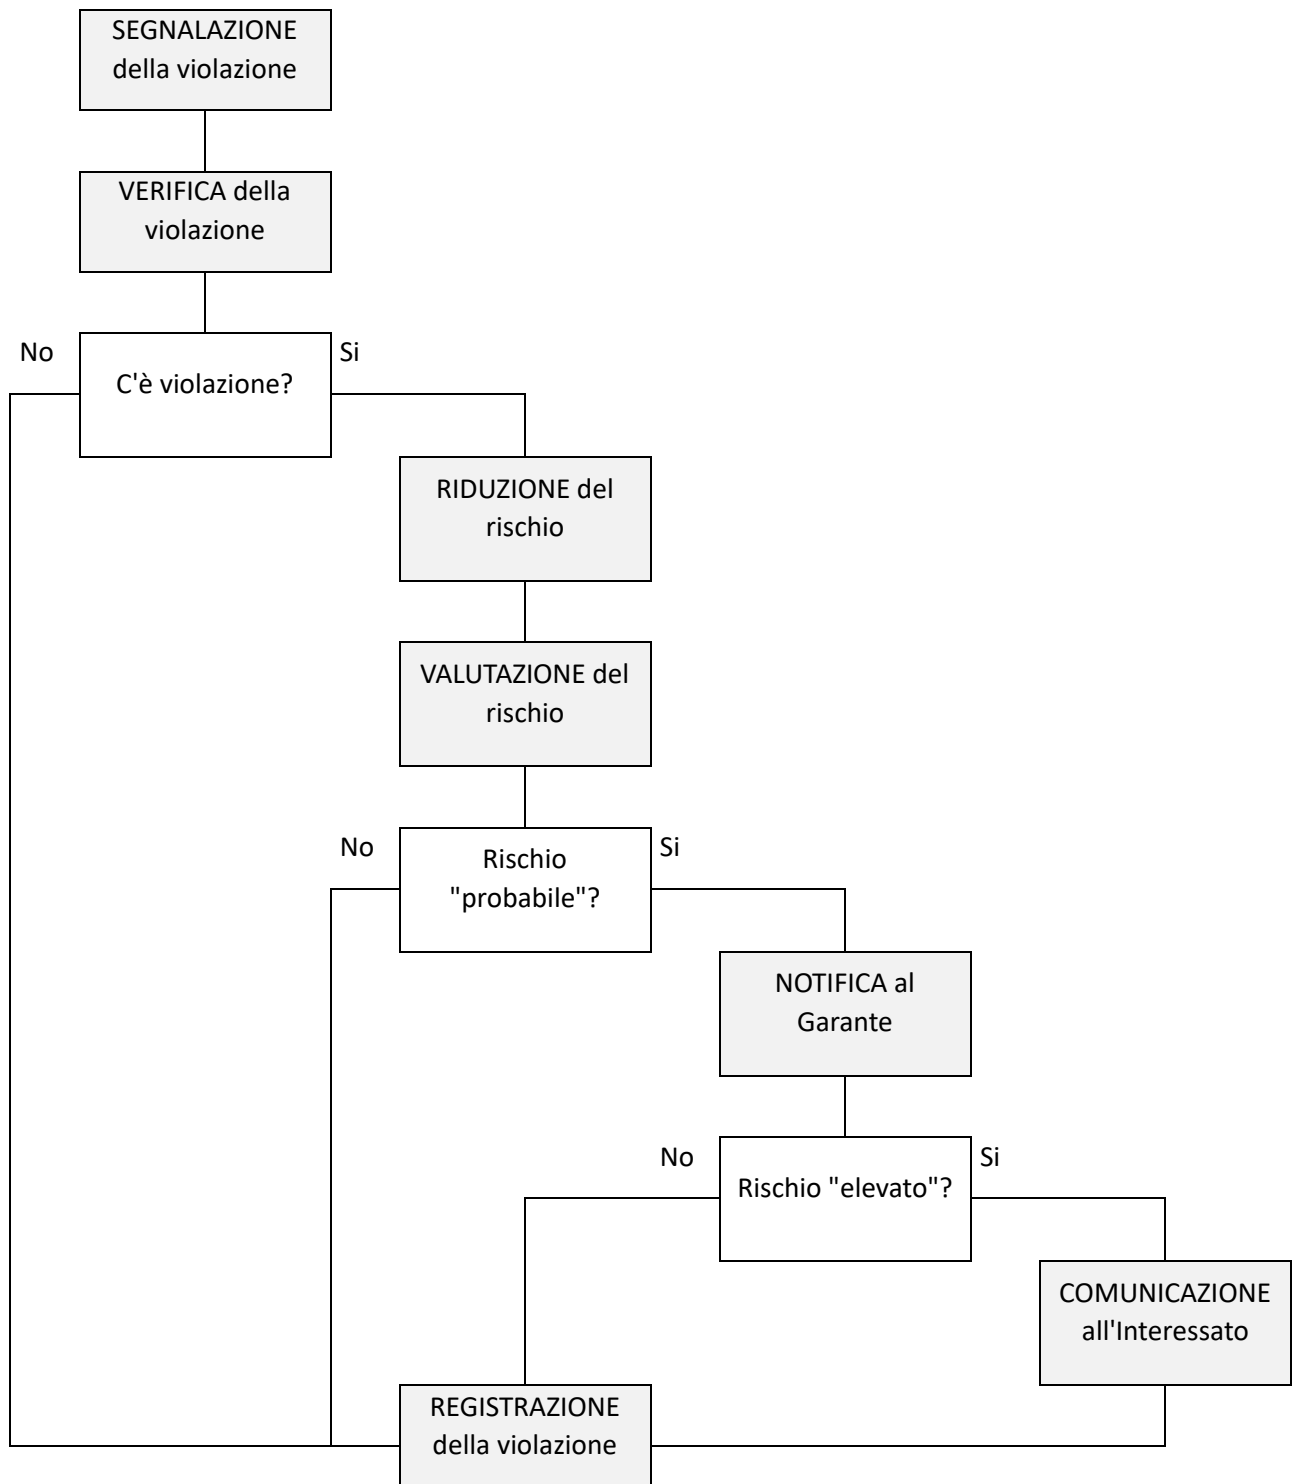 SEGNALAZIONE
della violazione
VERIFICA della
violazione
No
Si
C'è violazione?
RIDUZIONE del
rischio
VALUTAZIONE del
rischio
No
Si
Rischio
"probabile"?
NOTIFICA al
Garante
No
Si
Rischio "elevato"?
COMUNICAZIONE
all'Interessato
REGISTRAZIONE
della violazione